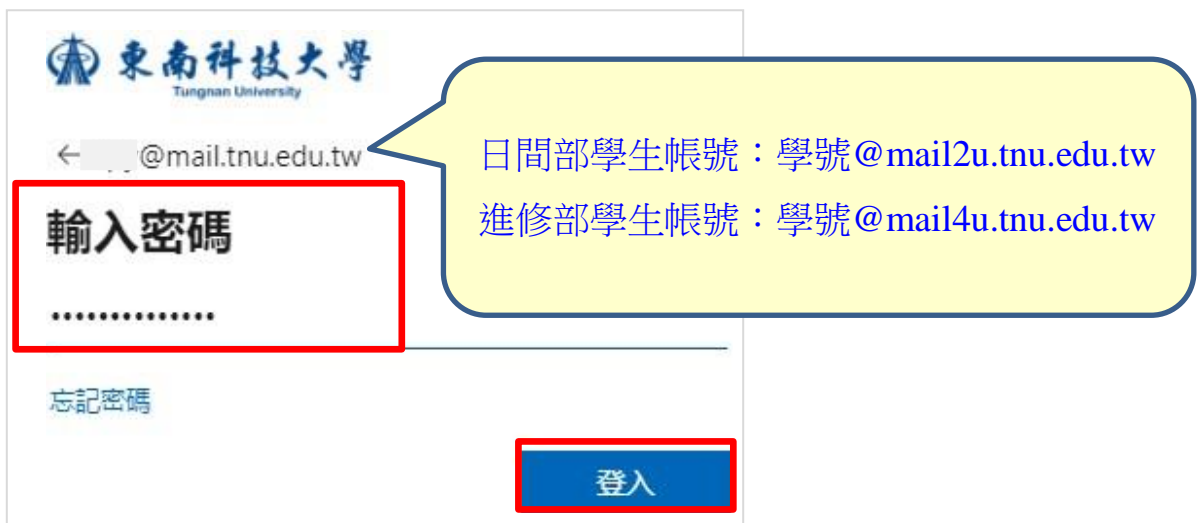 東南科技大學
Tungnan University
← @mail.tnu.edu.tw
日間部學生帳號：學號@mail2u.tnu.edu.tw
進修部學生帳號：學號@mail4u.tnu.edu.tw
輸入密碼
••••••••••••••
忘記密碼
登入